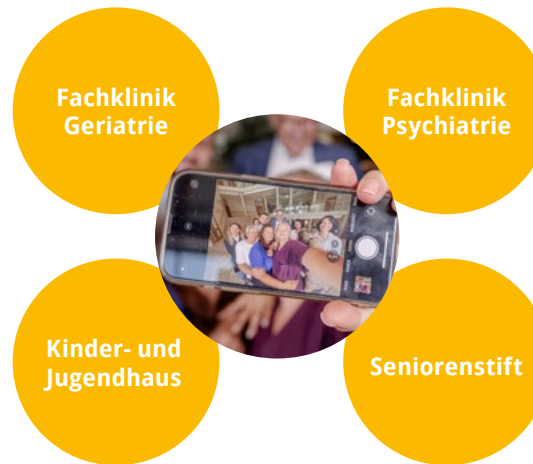 Fachklinik
Geriatrie
Fachklinik
Psychiatrie
Kinder- und
Jugendhaus
Seniorenstift